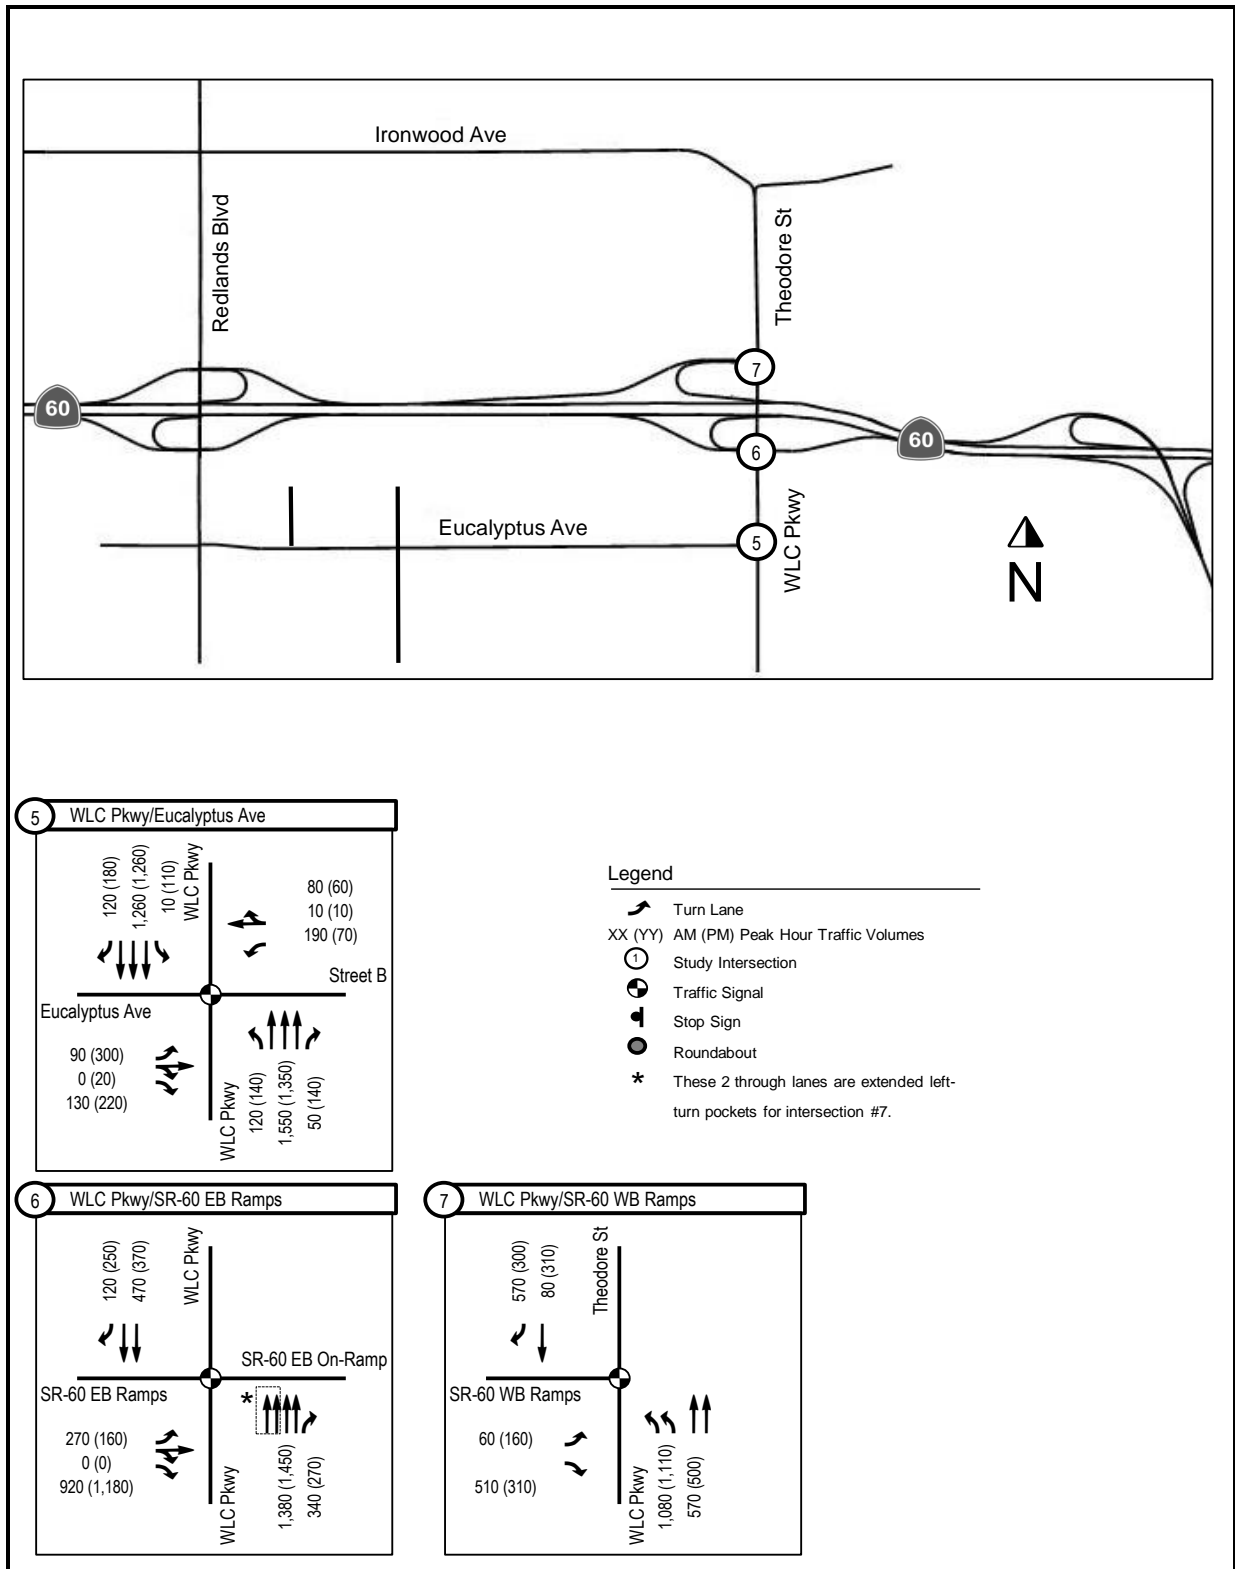 Ironwood Ave
Redlands Blvd
Theodore St
7
60
60
6
WLC Pkwy
Eucalyptus Ave
5
N
5 WLC Pkwy/Eucalyptus Ave
120 (180)
1,260 (1,260)
10 (110)
WLC Pkwy
80 (60)
10 (10)
190 (70)
Street B
Eucalyptus Ave
90 (300)
0 (20)
130 (220)
WLC Pkwy
120 (140)
1,550 (1,350)
50 (140)
Legend
Turn Lane
XX (YY) AM (PM) Peak Hour Traffic Volumes
1 Study Intersection
Traffic Signal
Stop Sign
Roundabout
* These 2 through lanes are extended left-
turn pockets for intersection #7.
6 WLC Pkwy/SR-60 EB Ramps
120 (250)
470 (370)
WLC Pkwy
SR-60 EB On-Ramp
SR-60 EB Ramps
*
270 (160)
0 (0)
920 (1,180)
WLC Pkwy
1,380 (1,450)
340 (270)
7 WLC Pkwy/SR-60 WB Ramps
570 (300)
80 (310)
Theodore St
SR-60 WB Ramps
60 (160)
510 (310)
WLC Pkwy
1,080 (1,110)
570 (500)